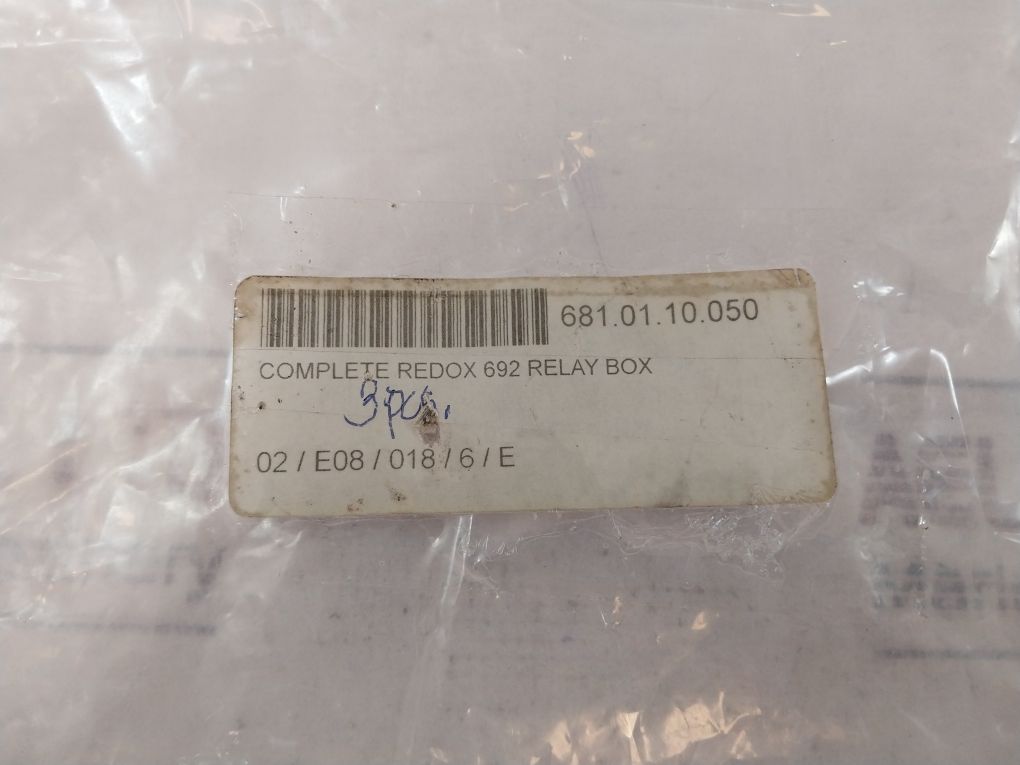 681.01.10.050
COMPLETE REDOX 692 RELAY BOX
3pcs.
02 / E08 / 018 / 6 / E